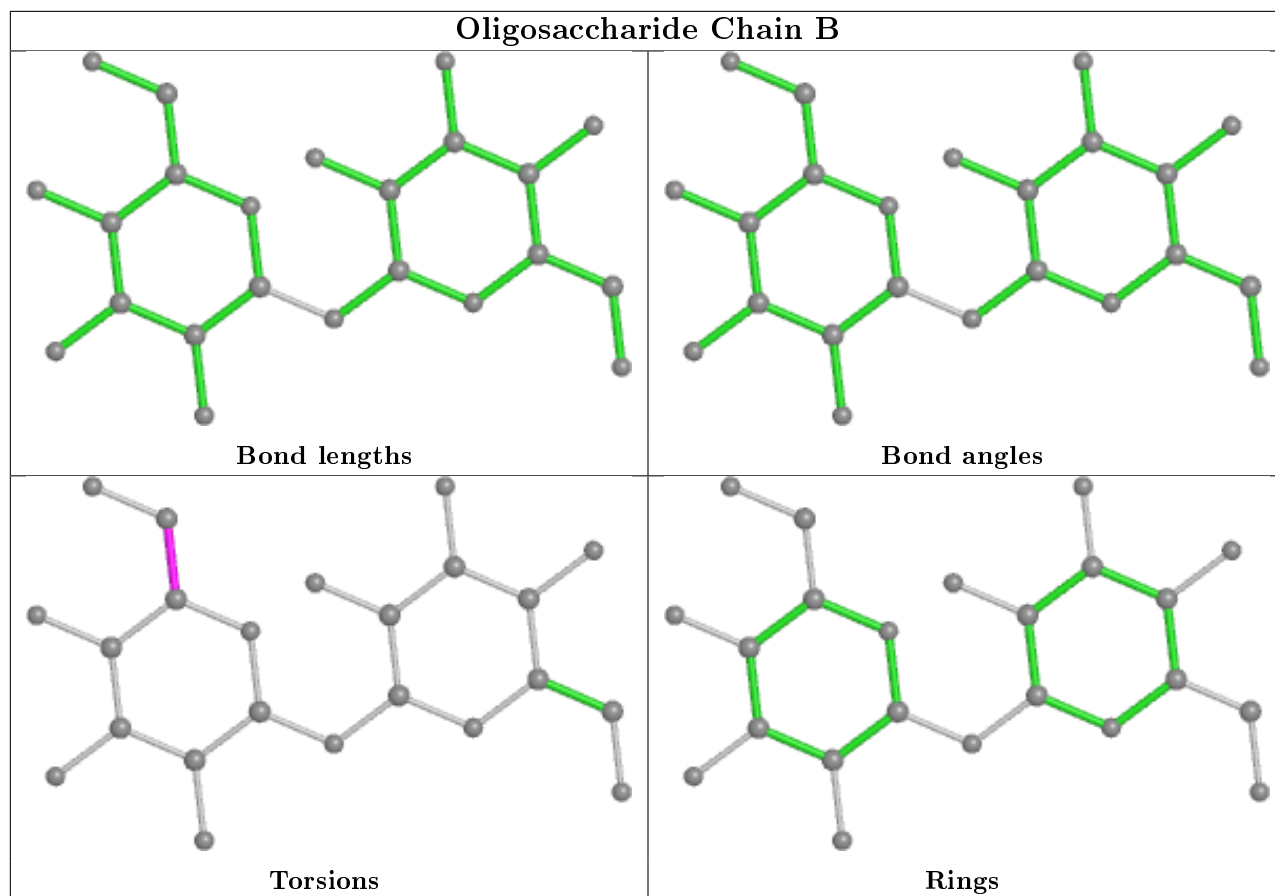 Oligosaccharide Chain B
Bond lengths
Bond angles
Torsions
Rings